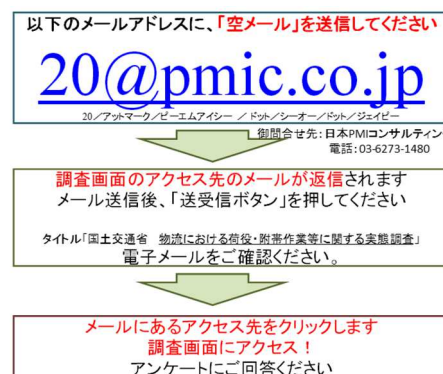 以下のメールアドレスに、「空メール」を送信してください
20@pmic.co.jp
20／アットマーク／ピーエムアイシー ／ドット／シーオー／ドット／ジェイピー
御問合せ先：日本PMIコンサルティン
電話：03-6273-1480
調査画面のアクセス先のメールが返信されます
メール送信後、「送受信ボタン」を押してください
タイトル「国土交通省 物流における荷役・附帯作業等に関する実態調査」
電子メールをご確認ください。
メールにあるアクセス先をクリックします
調査画面にアクセス！
アンケートにご回答ください